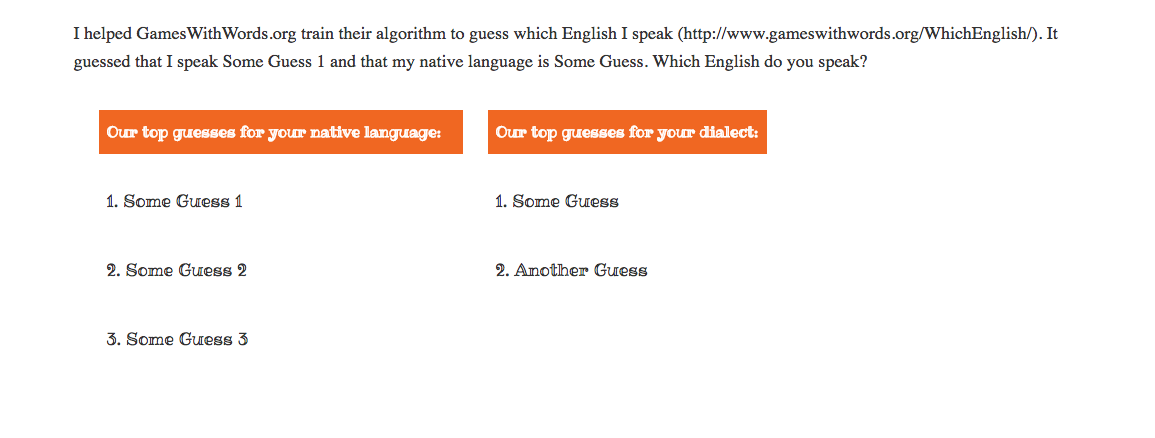 I helped GamesWithWords.org train their algorithm to guess which English I speak (http://www.gameswithwords.org/WhichEnglish/). It
guessed that I speak Some Guess 1 and that my native language is Some Guess. Which English do you speak?
Our top guesses for your native language:
1. Some Guess 1
2. Some Guess 2
3. Some Guess 3
Our top guesses for your dialect:
1. Some Guess
2. Another Guess